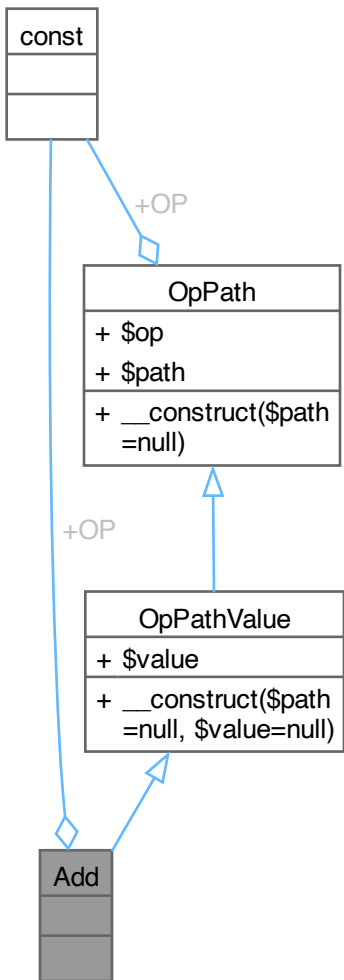 const
+OP
OpPath
+ $op
+ $path
+ __construct($path
=null)
+OP
OpPathValue
+ $value
+ __construct($path
=null, $value=null)
Add